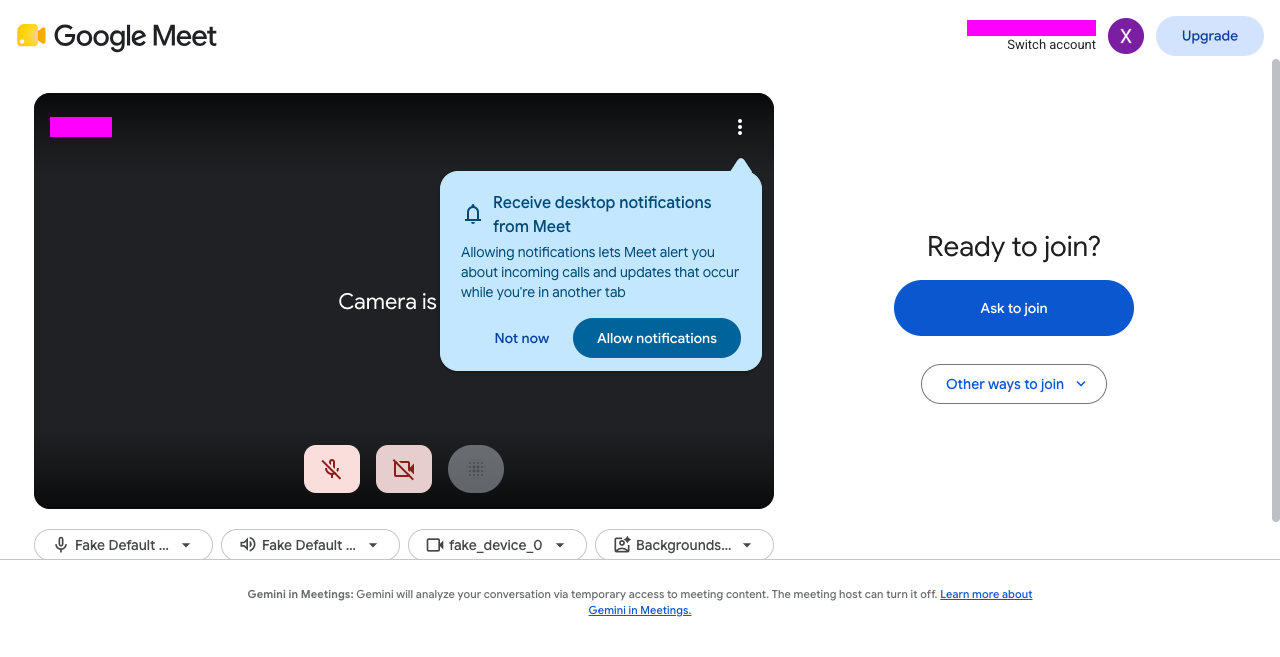 Google Meet
Switch account
X
Upgrade
Receive desktop notifications
from Meet
Allowing notifications lets Meet alert you
about incoming calls and updates that occur
while you're in another tab
Camera is
Not now
Allow notifications
Ready to join?
Ask to join
Other ways to join
Fake Default ...
Fake Default ...
fake_device_0
Backgrounds...
Gemini in Meetings: Gemini will analyze your conversation via temporary access to meeting content. The meeting host can turn it off. Learn more about
Gemini in Meetings.